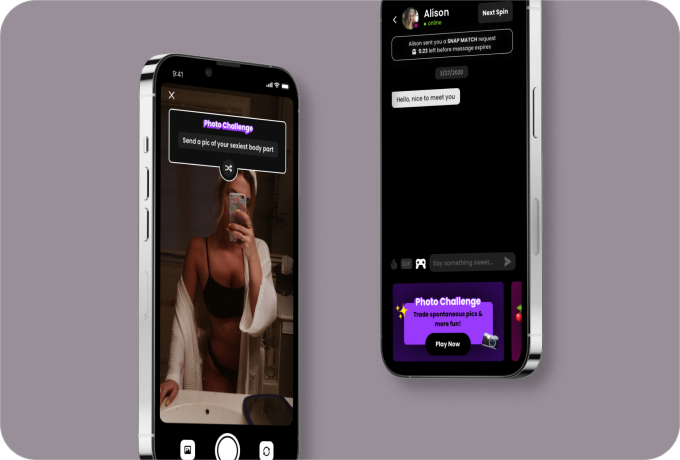 9:41
Photo Challenge
Send a pic of your sexiest body part
Alison
online
Next Spin
Alison sent you a SNAP MATCH request
5:23 left before message expires
2/27/2020
Hello, nice to meet you
GIF
Say something sweet..
Photo Challenge
Trade spontaneous pics &
more fun!
Play Now